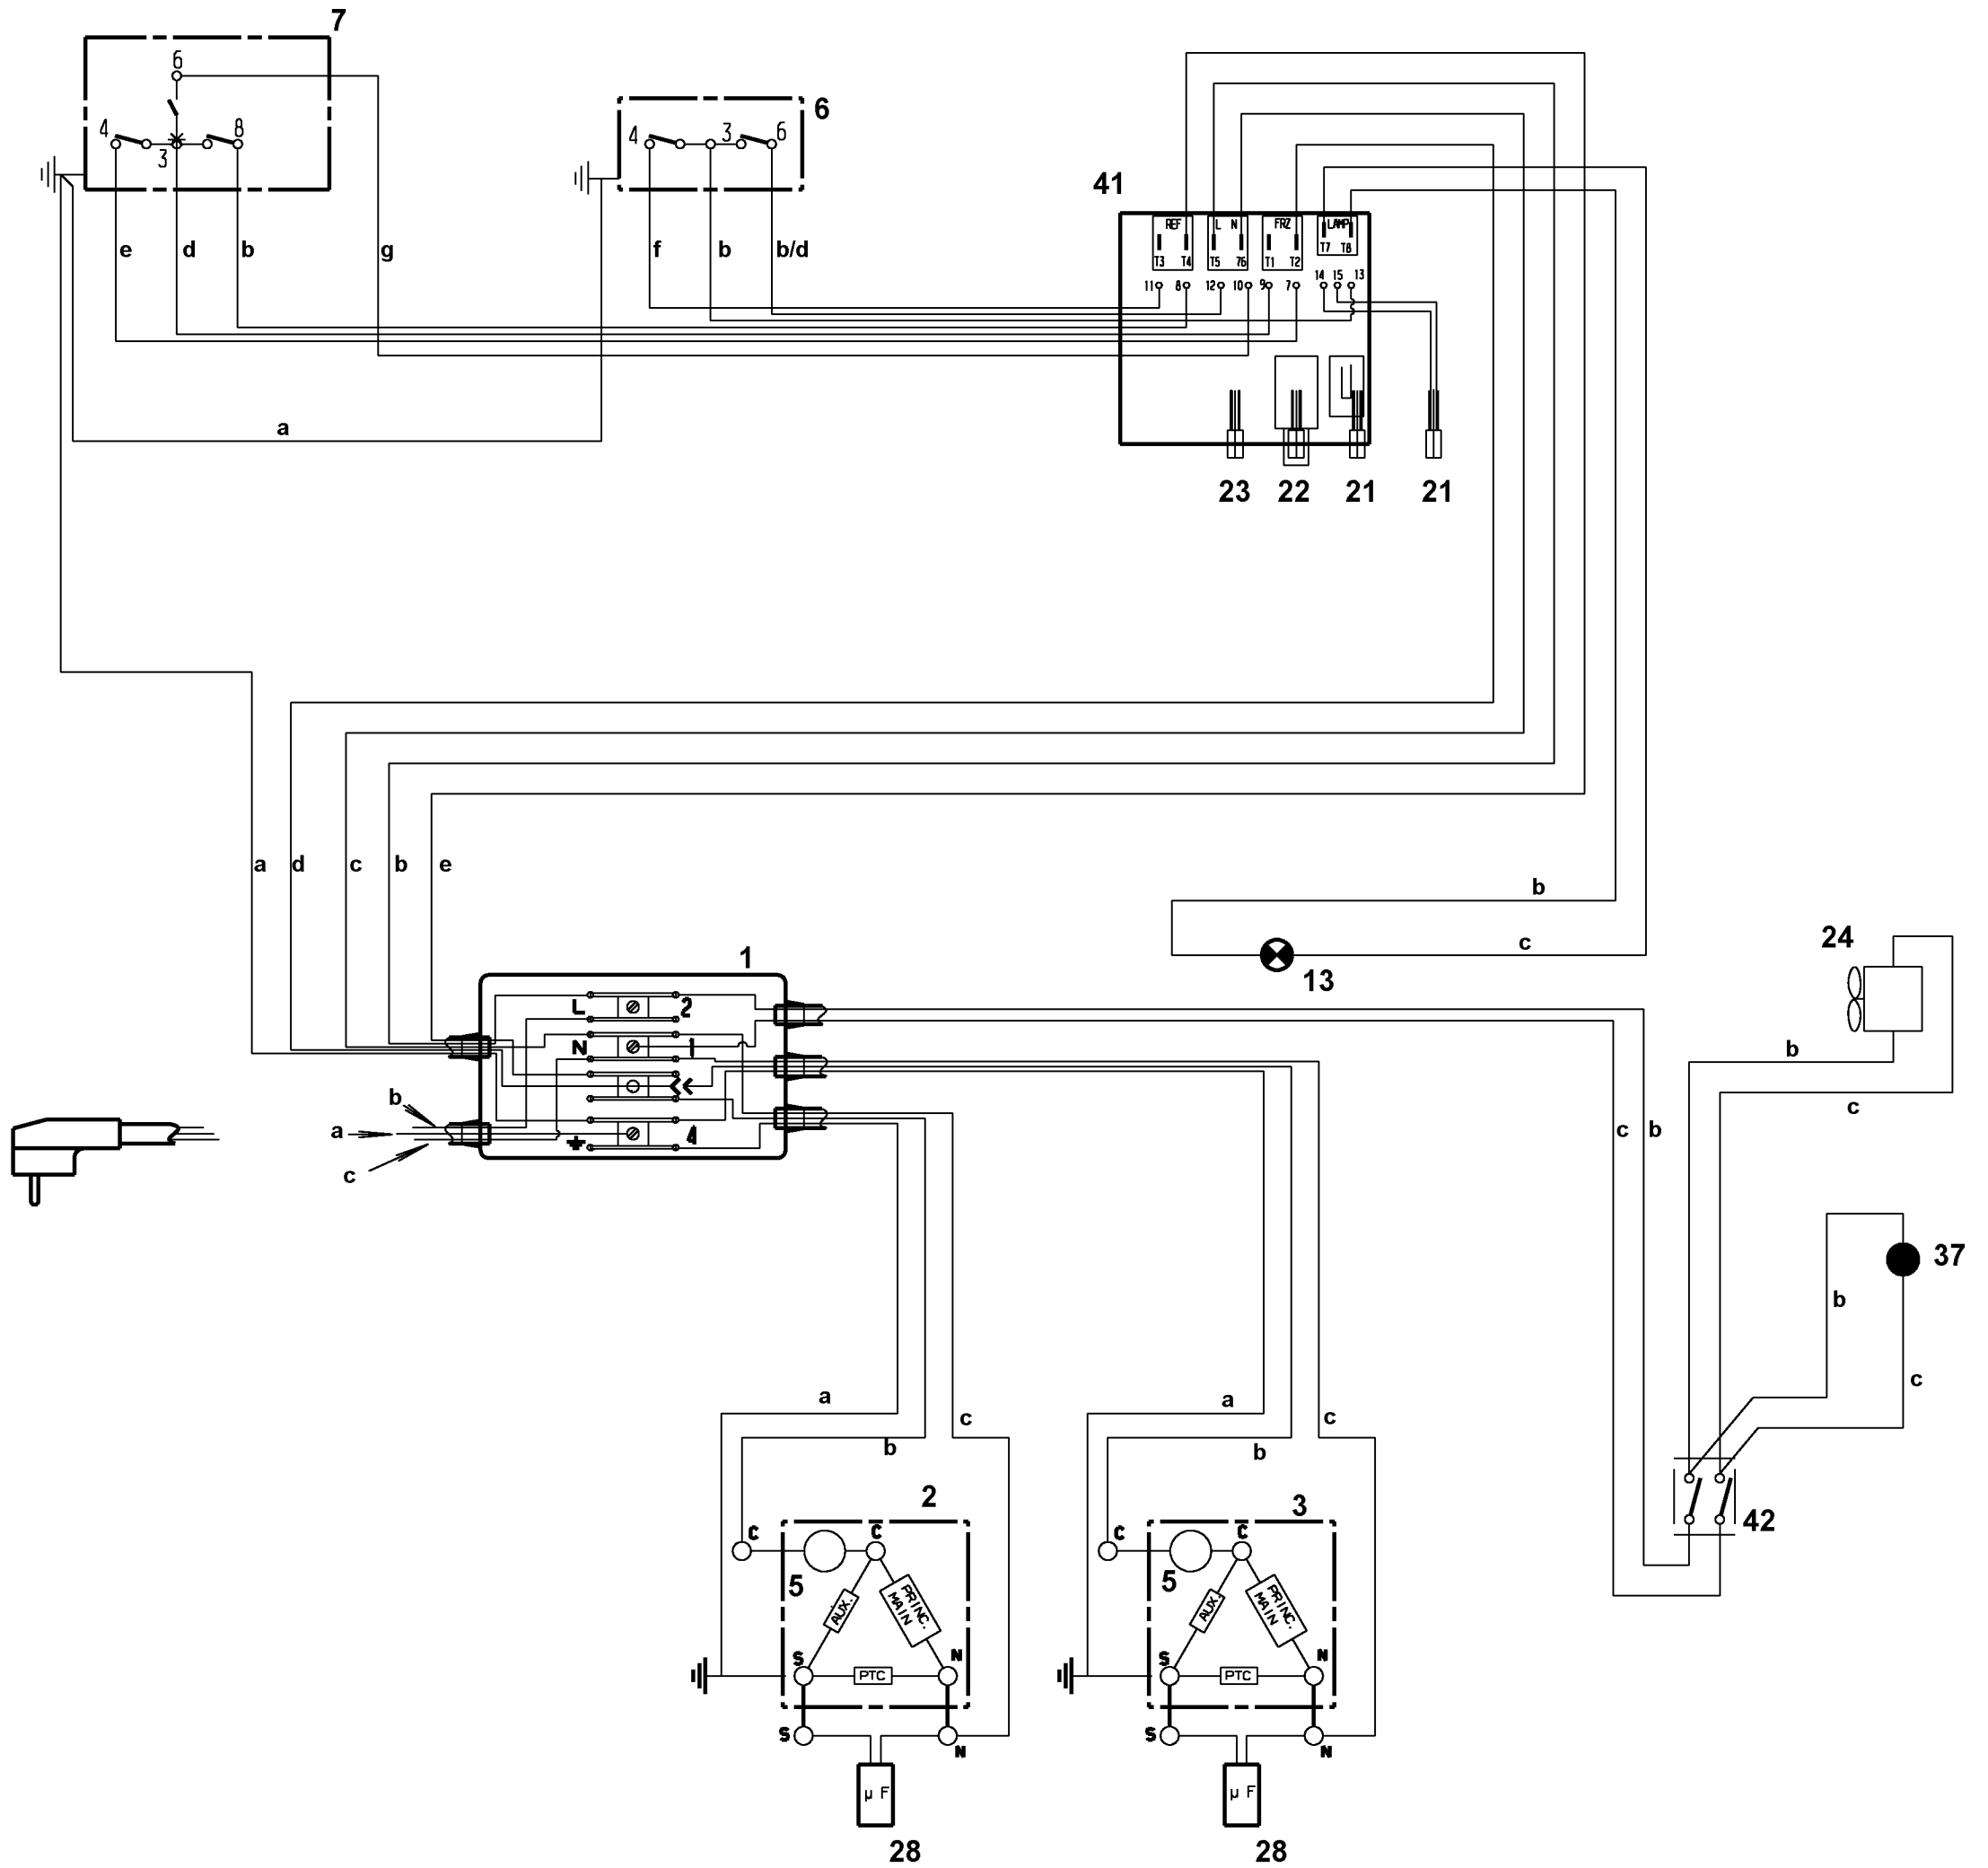 7
6
4
3
8
e
d
b
g
6
4
3
6
f
b
b/d
a
41
REF
L N
FRZ
LAMP
T3
T4
T5
76
T1
T2
T7
T8
11
8
12
10
9
7
14
15
13
23
22
21
21
a
d
c
b
e
b
c
13
24
b
c
1
L
2
N
1
4
b
a
c
c
b
37
b
c
42
a
b
c
2
C
C
5
AUX.
PRINC.
MAIN
S
N
PTC
S
N
µF
28
a
b
c
3
C
C
5
AUX.
PRINC.
MAIN
S
N
PTC
S
N
µF
28